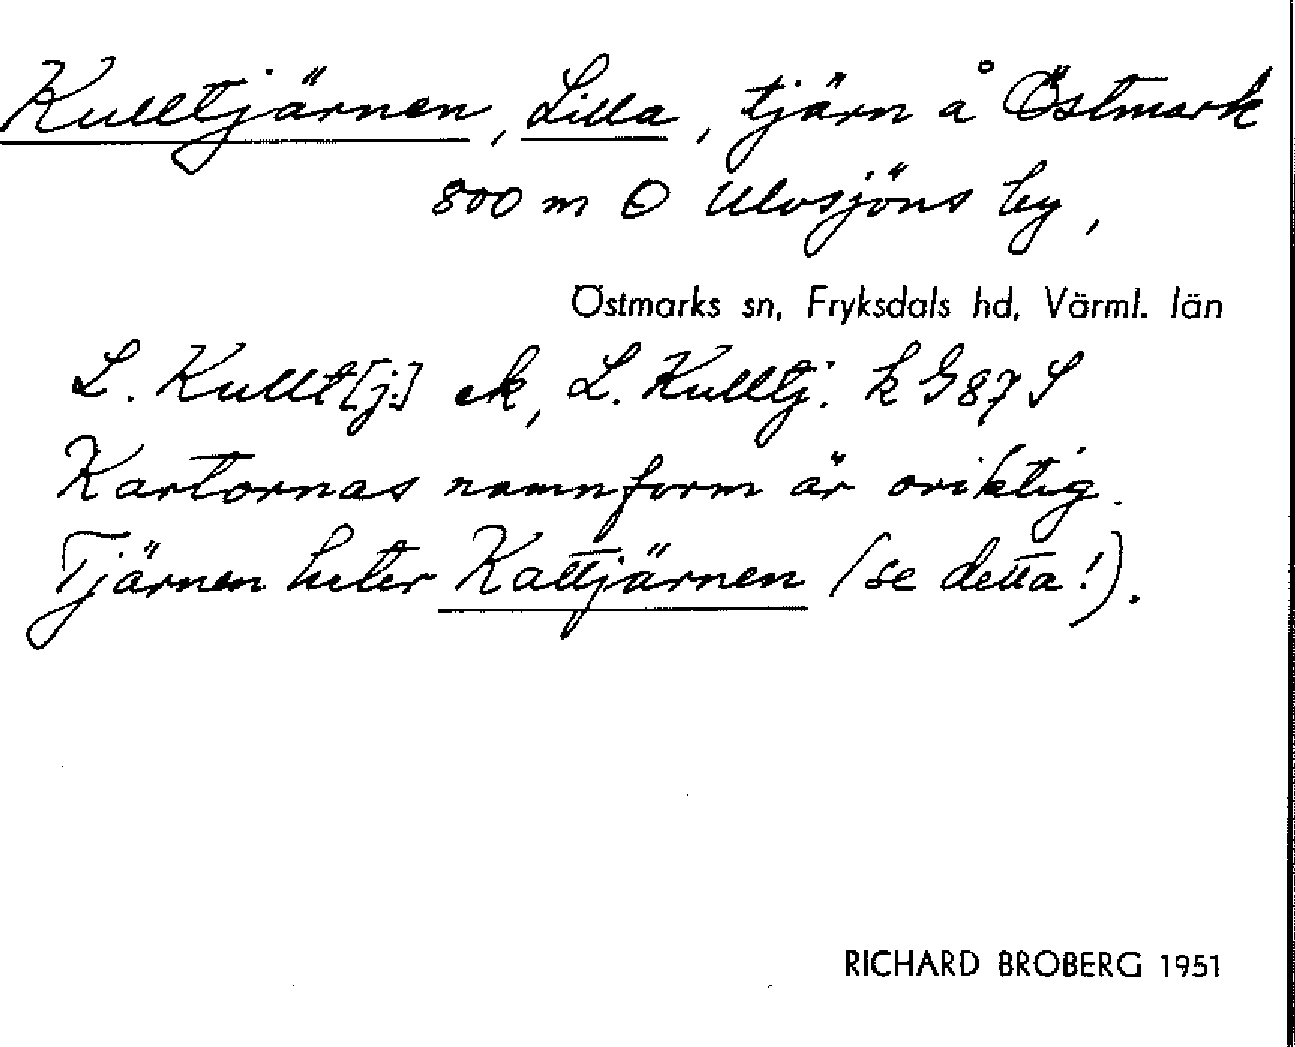 Kulltjärnen, Lilla, tjärn å Östmark
800 m O Ulvsjöns by,
Östmarks sn, Fryksdals hd, Värml. län
L. Kullt[j.] ek, L. Kulltj. k G 87 S
Kartornas namnform är oriktig.
Tjärnen heter Kattjärnen (se detta!).
RICHARD BROBERG 1951